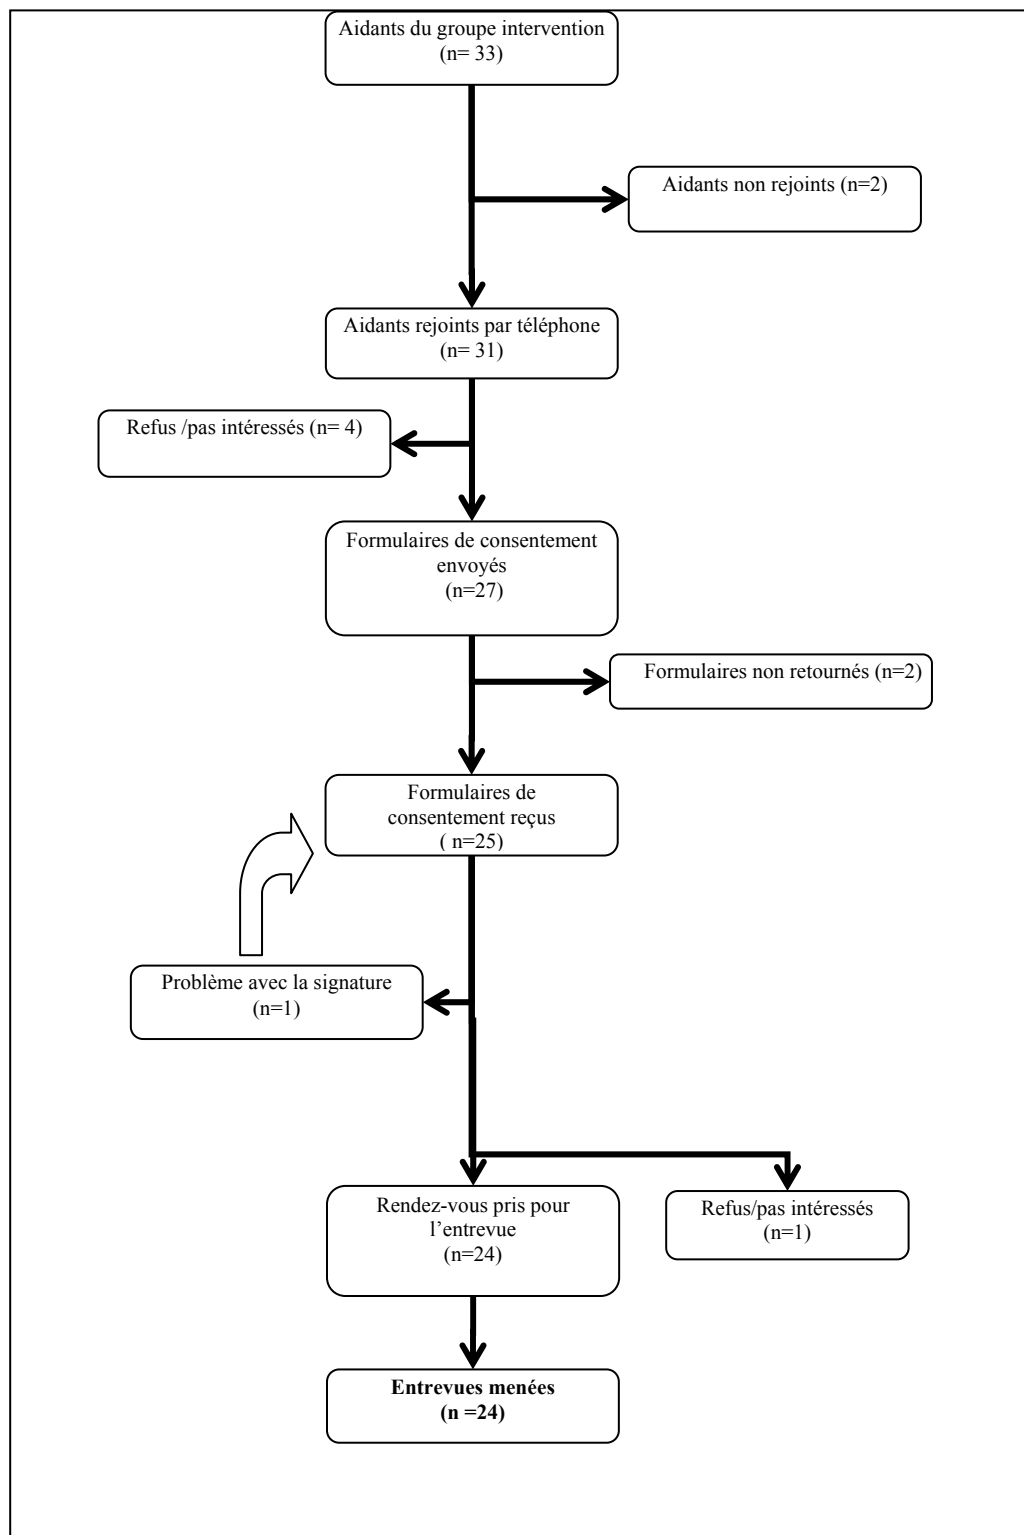 Aidants du groupe intervention
(n= 33)
Aidants non rejoints (n=2)
Aidants rejoints par téléphone
(n= 31)
Refus /pas intéressés (n= 4)
Formulaires de consentement
envoyés
(n=27)
Formulaires non retournés (n=2)
Formulaires de
consentement reçus
( n=25)
Problème avec la signature
(n=1)
Rendez-vous pris pour
l’entrevue
(n=24)
Refus/pas intéressés
(n=1)
Entrevues menées
(n =24)